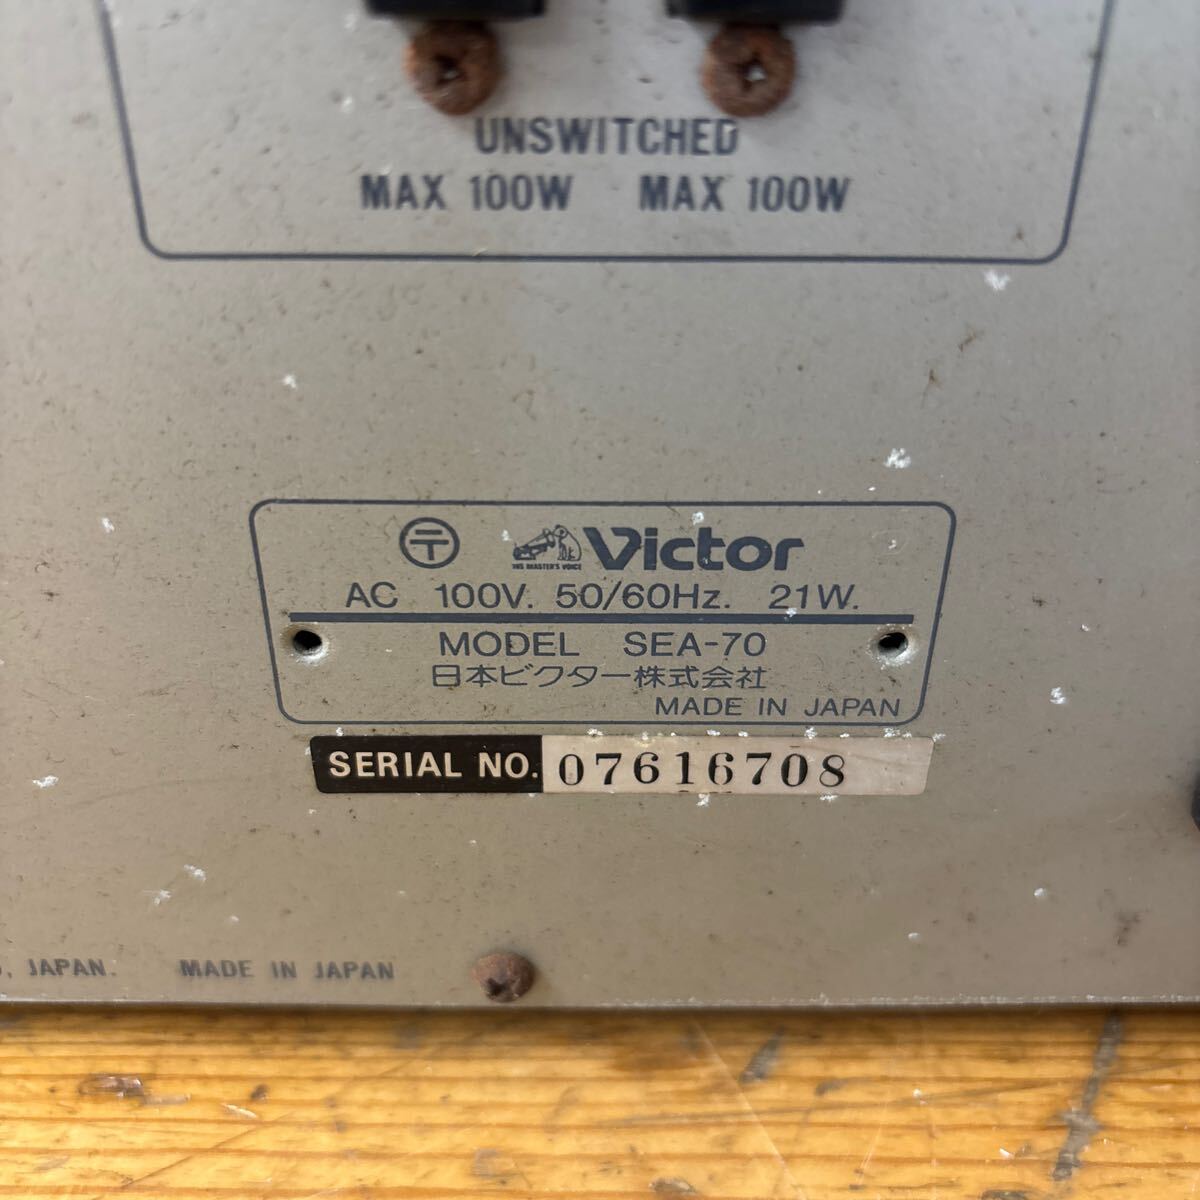 UNSWITCHED
MAX 100W MAX 100W
〒 HIS MASTER'S VOICE Victor
AC 100V. 50/60Hz. 21W.
MODEL SEA-70
日本ビクター株式会社
MADE IN JAPAN
SERIAL NO. 07616708
JAPAN. MADE IN JAPAN